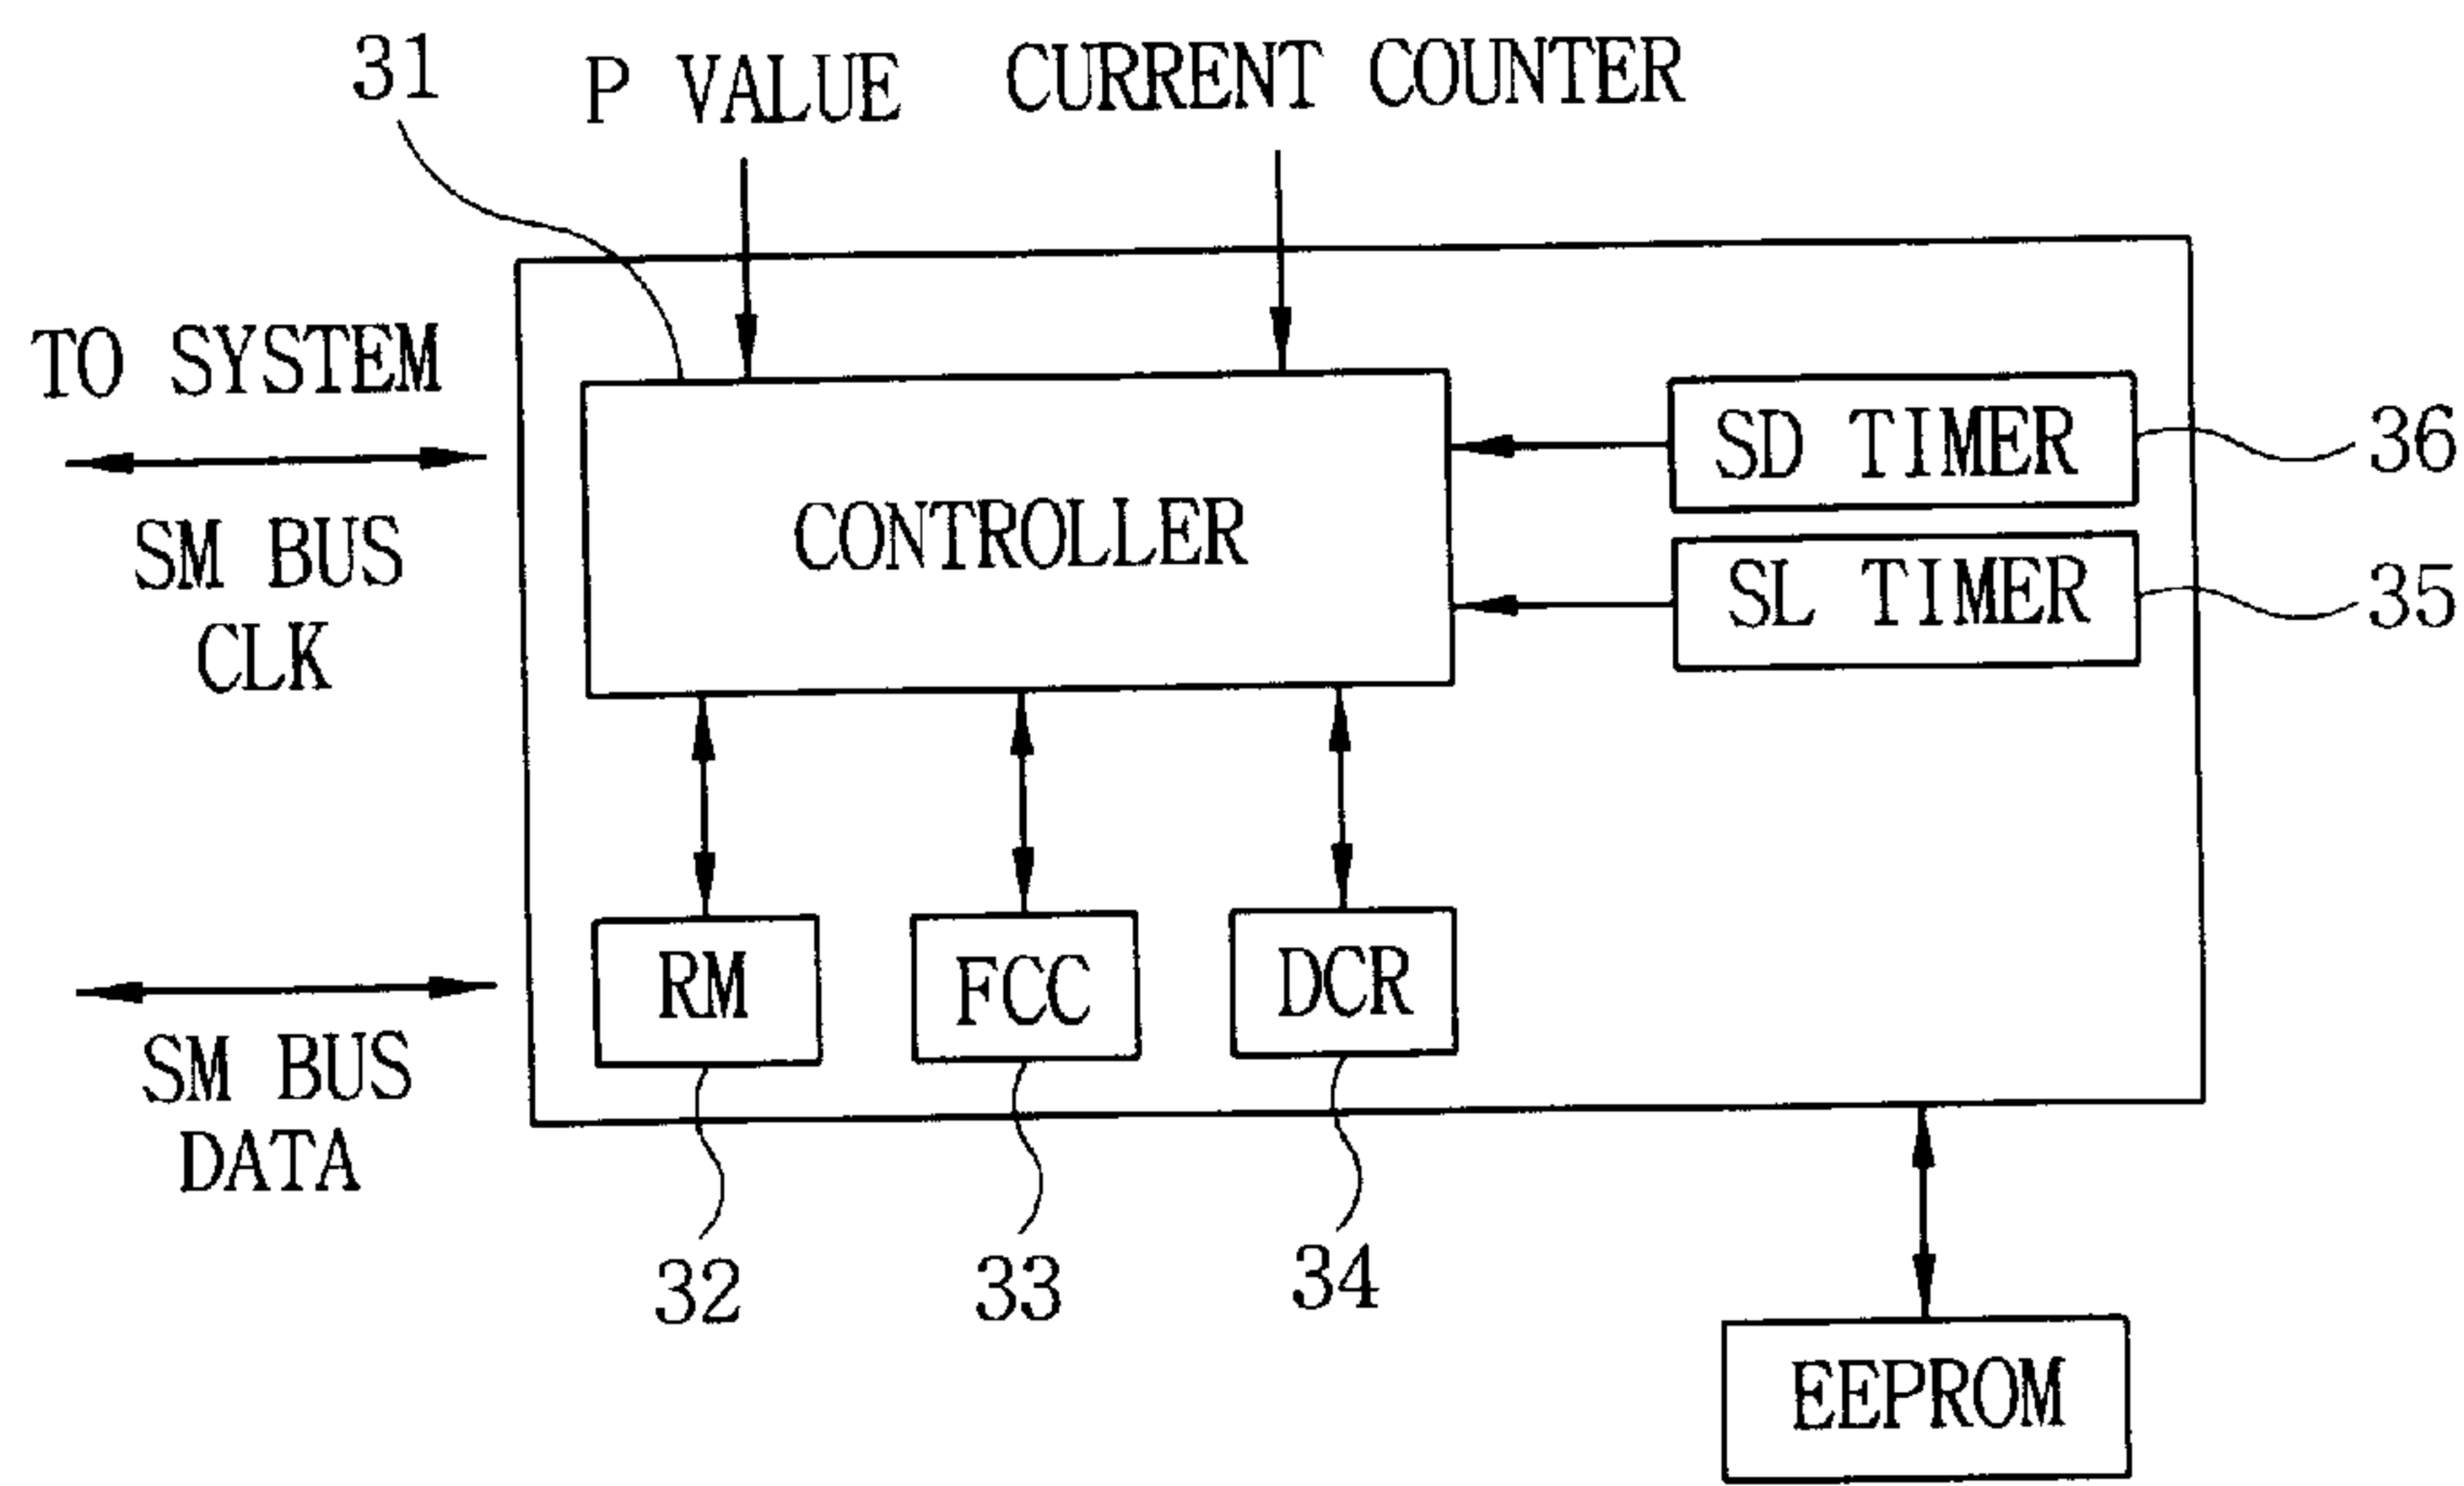 31
P VALUE
CURRENT COUNTER
TO SYSTEM
SM BUS
CLK
SM BUS
DATA
CONTROLLER
SD TIMER
36
SL TIMER
35
RM
FCC
DCR
32
33
34
EEPROM